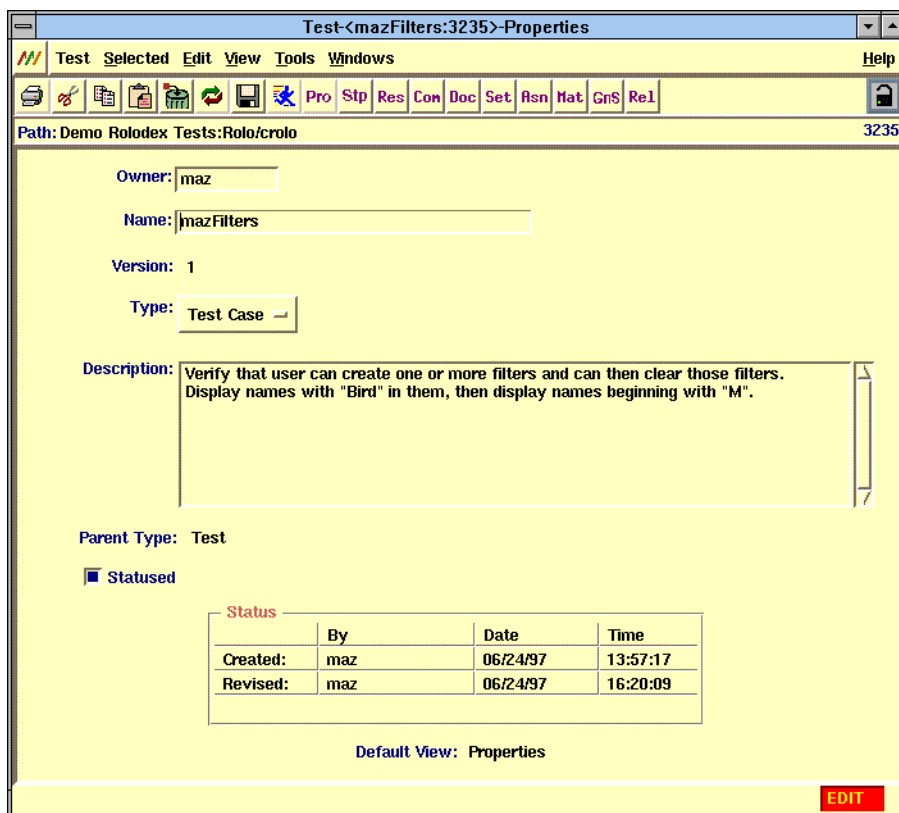 Test-<mazFilters:3235>-Properties
Test Selected Edit View Tools Windows Help
Pro Stp Res Com Doc Set Asn Mat GnS Rel
Path: Demo Rolodex Tests:Rolo/crolo 3235
Owner: maz
Name: mazFilters
Version: 1
Type: Test Case
Description: Verify that user can create one or more filters and can then clear those filters.
Display names with "Bird" in them, then display names beginning with "M".
Parent Type: Test
Statused
Status
By Date Time
Created: maz 06/24/97 13:57:17
Revised: maz 06/24/97 16:20:09
Default View: Properties
EDIT